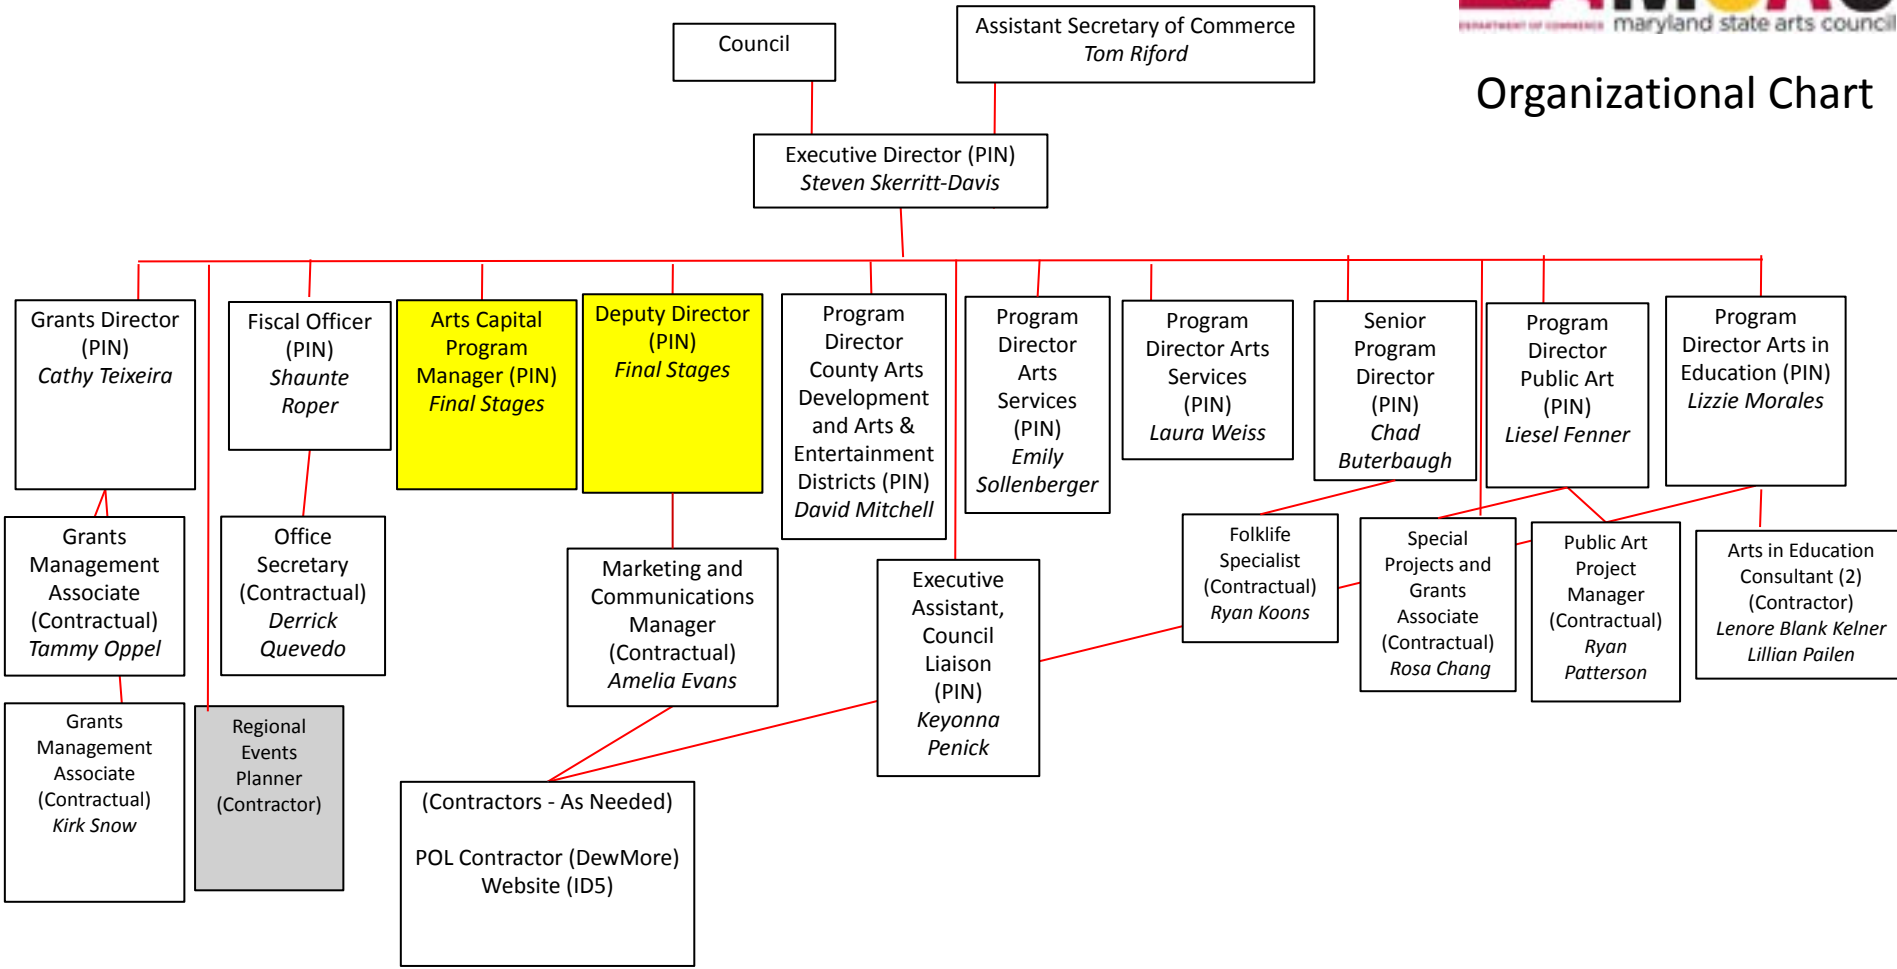 DEPARTMENT OF COMMERCE
maryland state arts council
Organizational Chart
Council
Assistant Secretary of Commerce
Tom Riford
Executive Director (PIN)
Steven Skerritt-Davis
Grants Director
(PIN)
Cathy Teixeira
Fiscal Officer
(PIN)
Shaunte
Roper
Arts Capital
Program
Manager (PIN)
Final Stages
Deputy Director
(PIN)
Final Stages
Program
Director
County Arts
Development
and Arts &
Entertainment
Districts (PIN)
David Mitchell
Program
Director
Arts
Services
(PIN)
Emily
Sollenberger
Program
Director Arts
Services
(PIN)
Laura Weiss
Senior
Program
Director
(PIN)
Chad
Buterbaugh
Program
Director
Public Art
(PIN)
Liesel Fenner
Program
Director Arts in
Education (PIN)
Lizzie Morales
Grants
Management
Associate
(Contractual)
Tammy Oppel
Office
Secretary
(Contractual)
Derrick
Quevedo
Marketing and
Communications
Manager
(Contractual)
Amelia Evans
Executive
Assistant,
Council
Liaison
(PIN)
Keyonna
Penick
Folklife
Specialist
(Contractual)
Ryan Koons
Special
Projects and
Grants
Associate
(Contractual)
Rosa Chang
Public Art
Project
Manager
(Contractual)
Ryan
Patterson
Arts in Education
Consultant (2)
(Contractor)
Lenore Blank Kelner
Lillian Pailen
Grants
Management
Associate
(Contractual)
Kirk Snow
Regional
Events
Planner
(Contractor)
(Contractors - As Needed)
POL Contractor (DewMore)
Website (ID5)